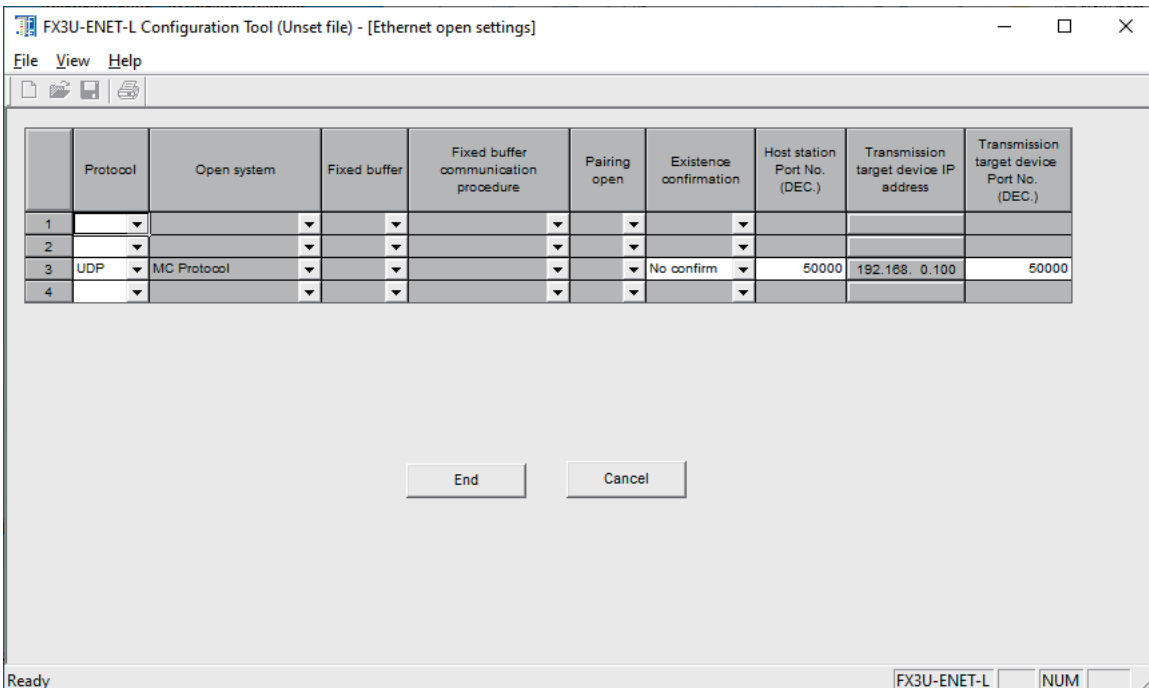 FX3U-ENET-L Configuration Tool (Unset file) - [Ethernet open settings]
File View Help
Protocol Open system Fixed buffer Fixed buffer communication procedure Pairing open Existence confirmation Host station Port No. (DEC.) Transmission target device IP address Transmission target device Port No. (DEC.)
1
2
3 UDP MC Protocol No confirm 50000 192.168. 0.100 50000
4
End Cancel
Ready FX3U-ENET-L NUM